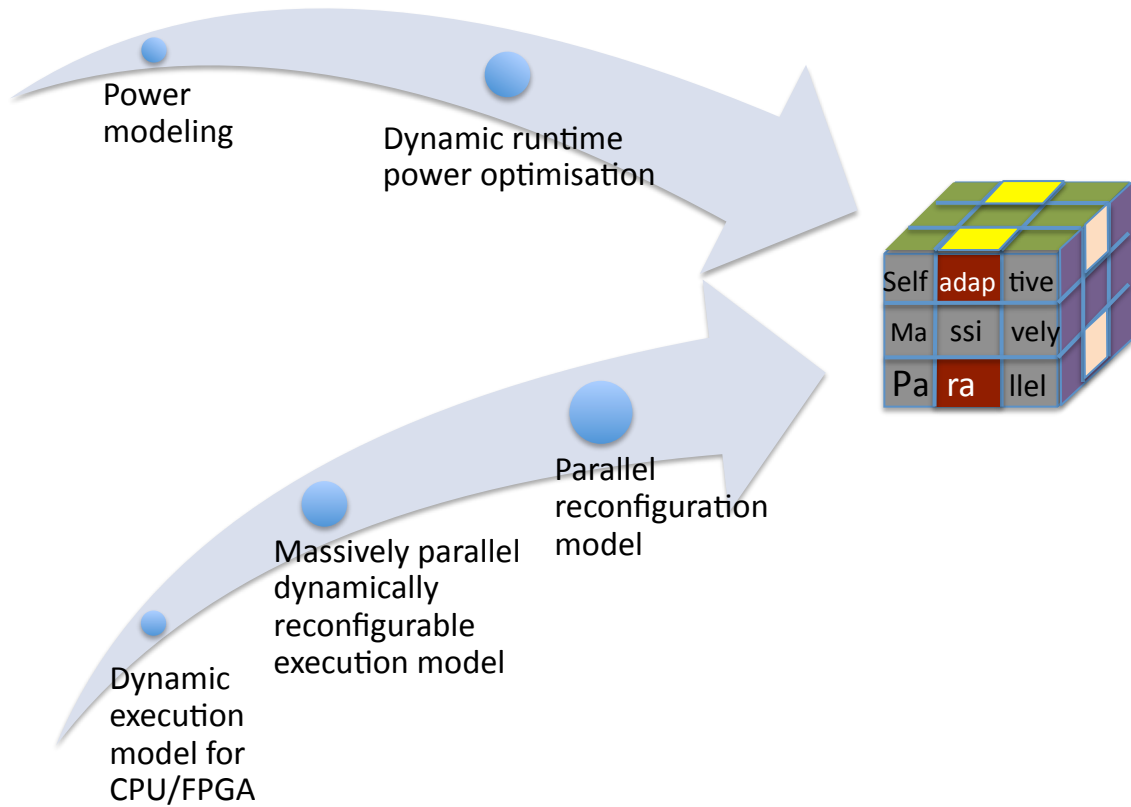 Power
modeling
Dynamic runtime
power optimisation
Self adap tive
Ma ssi vely
Pa ra llel
Parallel
reconfiguration
model
Massively parallel
dynamically
reconfigurable
execution model
Dynamic
execution
model for
CPU/FPGA